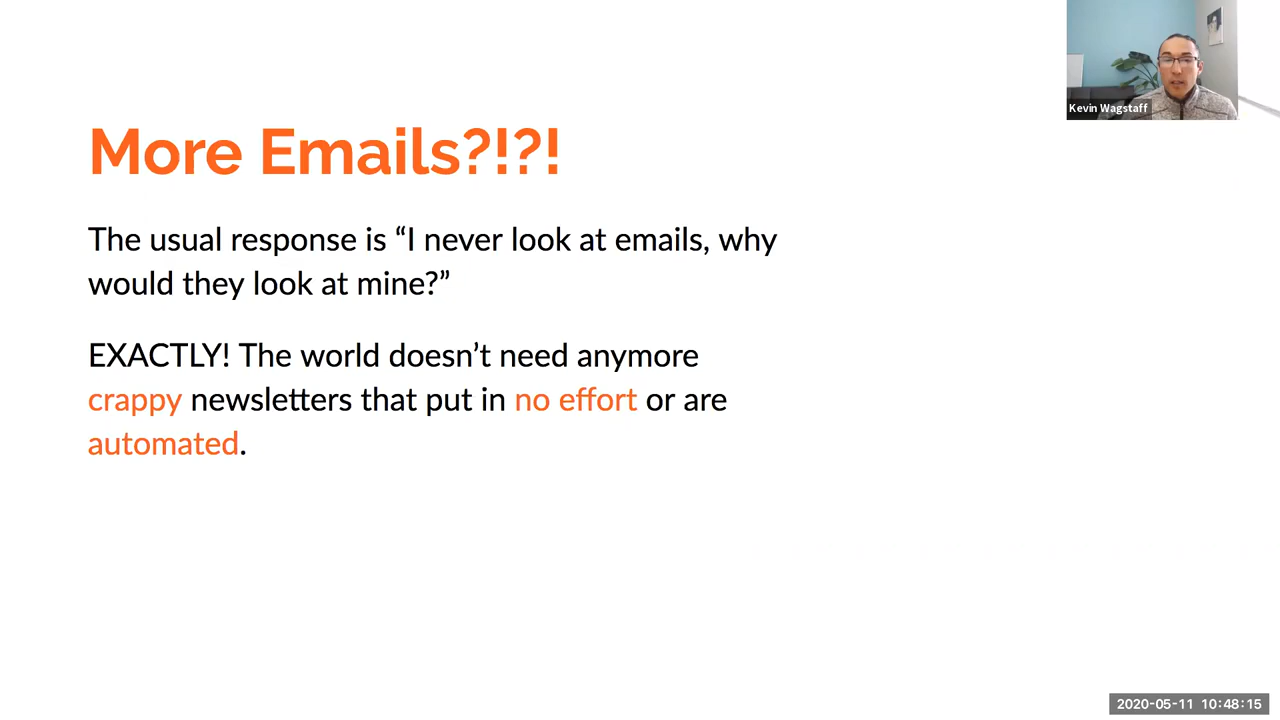 Kevin Wagstaff
More Emails?!?!
The usual response is “I never look at emails, why
would they look at mine?”
EXACTLY! The world doesn’t need anymore
crappy newsletters that put in no effort or are
automated.
2020-05-11 10:48:15